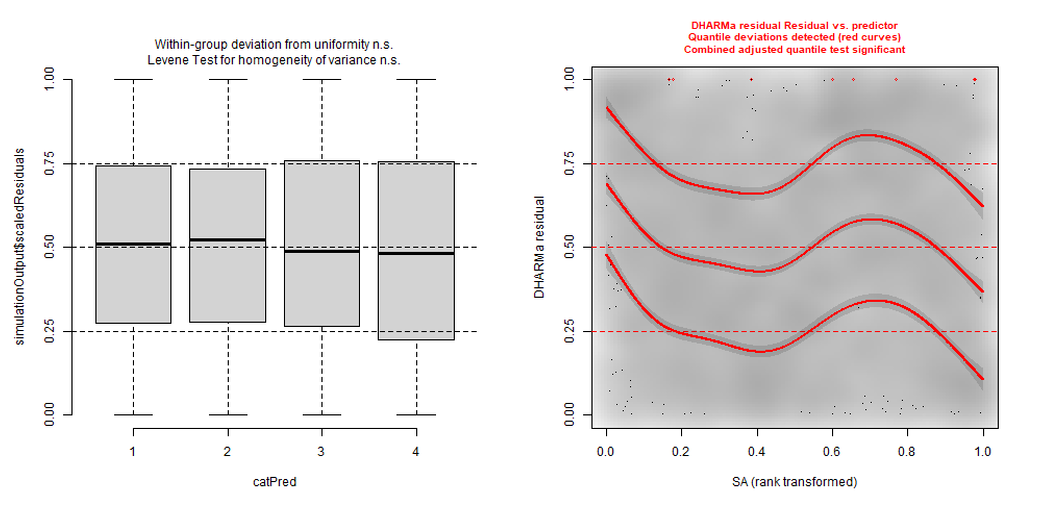 Within-group deviation from uniformity n.s.
Levene Test for homogeneity of variance n.s.
simulationOutput$scaledResiduals
1.00
0.75
0.50
0.25
0.00
1
2
3
4
catPred
DHARMa residual Residual vs. predictor
Quantile deviations detected (red curves)
Combined adjusted quantile test significant
DHARMa residual
1.00
0.75
0.50
0.25
0.00
0.0
0.2
0.4
0.6
0.8
1.0
SA (rank transformed)